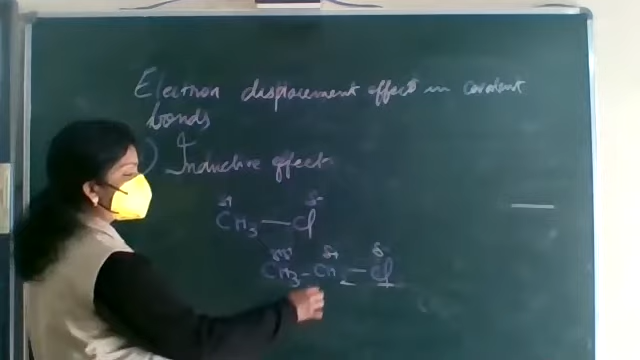 Electron displacement effect in covalent
bonds
) Inductive effect
δ+ δ-
CH3 — Cl
δδ+ δ+ δ-
CH3 - CH2 — Cl